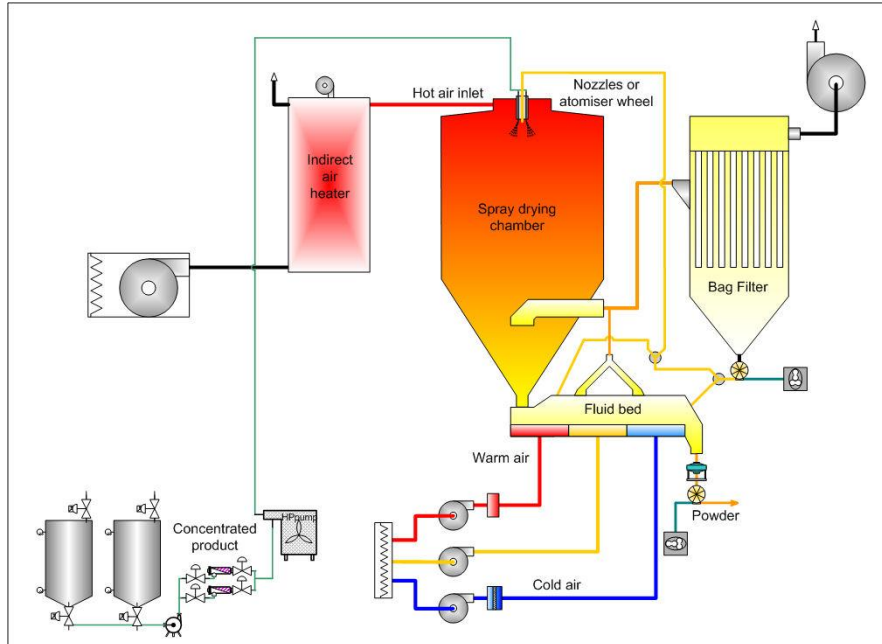 Hot air inlet
Nozzles or
atomiser wheel
Indirect
air
heater
Spray drying
chamber
Bag Filter
Fluid bed
Warm air
Powder
Concentrated
product
HPpump
Cold air